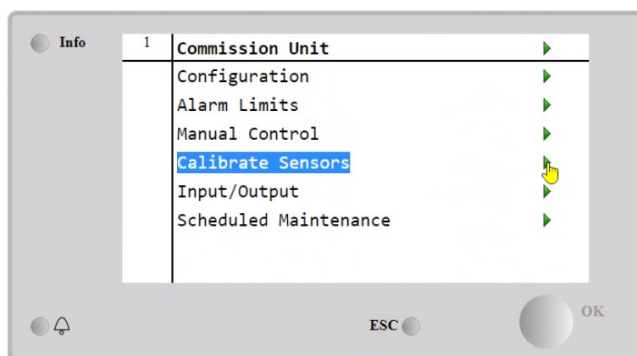 Info
1 Commission Unit
Configuration
Alarm Limits
Manual Control
Calibrate Sensors
Input/Output
Scheduled Maintenance
ESC
OK